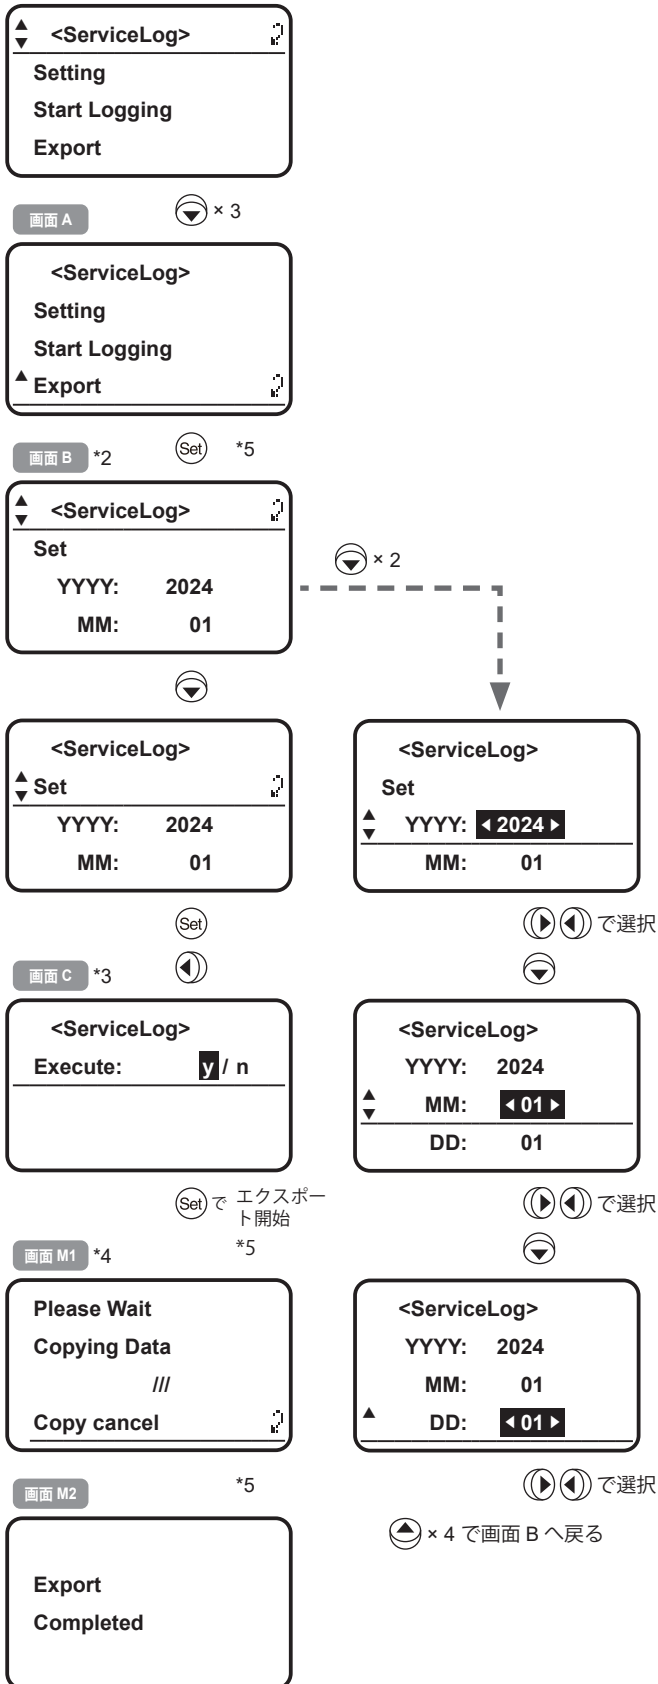 <ServiceLog>
Setting
Start Logging
Export
画面 A
× 3
<ServiceLog>
Setting
Start Logging
Export
画面 B *2
Set *5
<ServiceLog>
Set
YYYY: 2024
MM: 01
× 2
<ServiceLog>
Set
YYYY: 2024
MM: 01
Set
画面 C *3
<ServiceLog>
Execute: y / n
Set で エクスポー
ト開始
*5
画面 M1 *4
Please Wait
Copying Data
///
Copy cancel
画面 M2
*5
Export
Completed
<ServiceLog>
Set
YYYY: 2024
MM: 01
で選択
<ServiceLog>
YYYY: 2024
MM: 01
DD: 01
で選択
<ServiceLog>
YYYY: 2024
MM: 01
DD: 01
で選択
× 4 で画面 B へ戻る